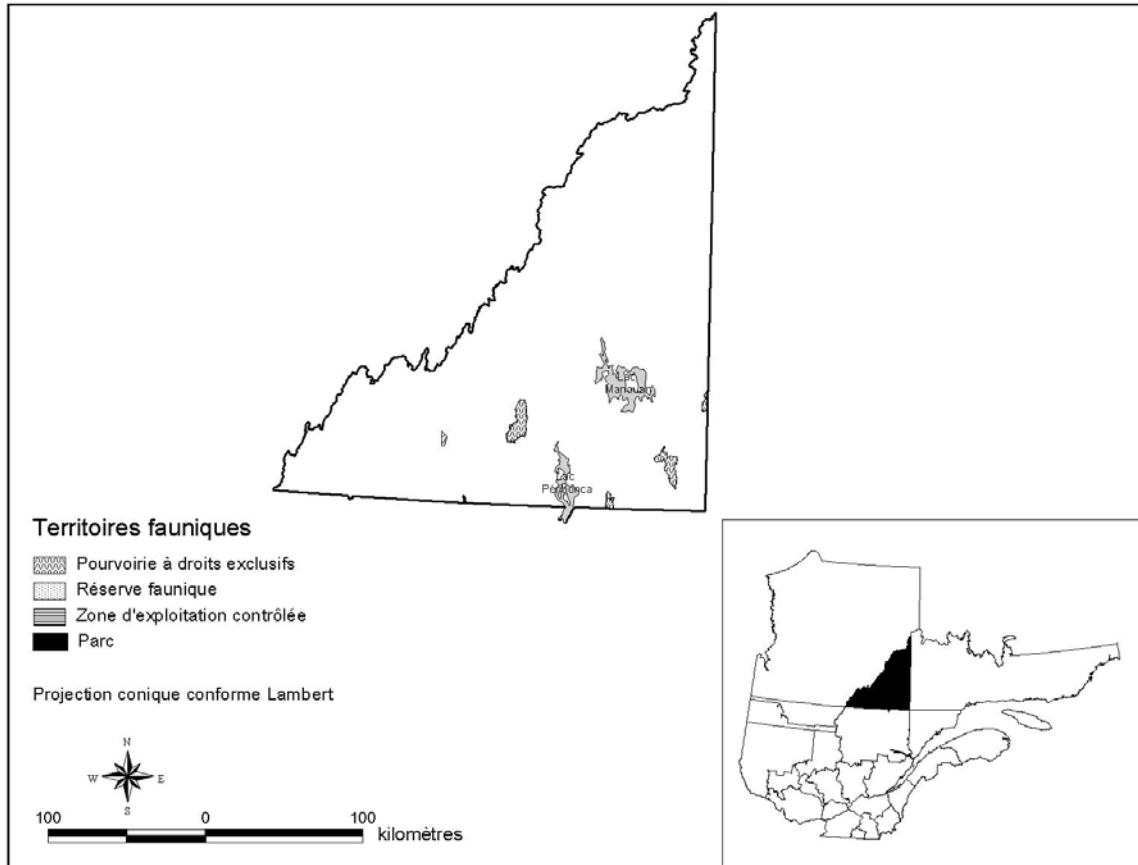 Lac
Manouan
Lac
Péribonca
Territoires fauniques
Pourvoirie à droits exclusifs
Réserve faunique
Zone d'exploitation contrôlée
Parc
Projection conique conforme Lambert
N
W E
S
100 0 100
kilomètres